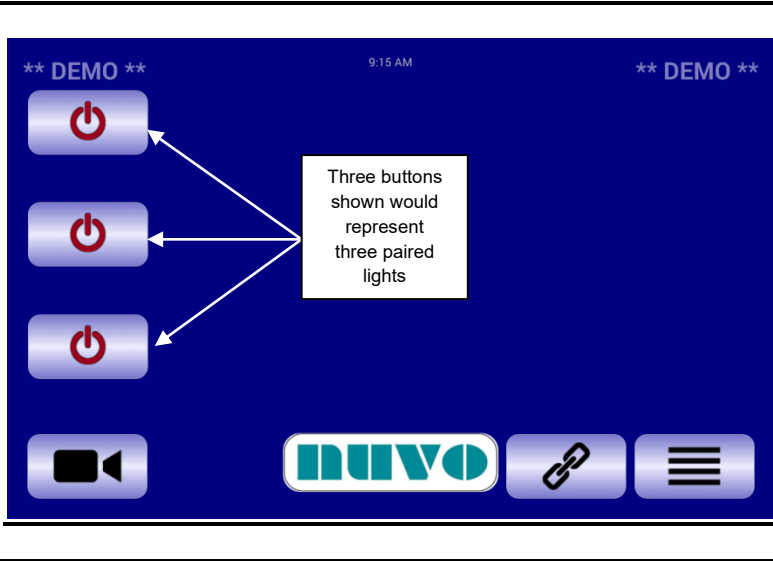 ** DEMO **
9:15 AM
** DEMO **
Three buttons
shown would
represent
three paired
lights
nuvo